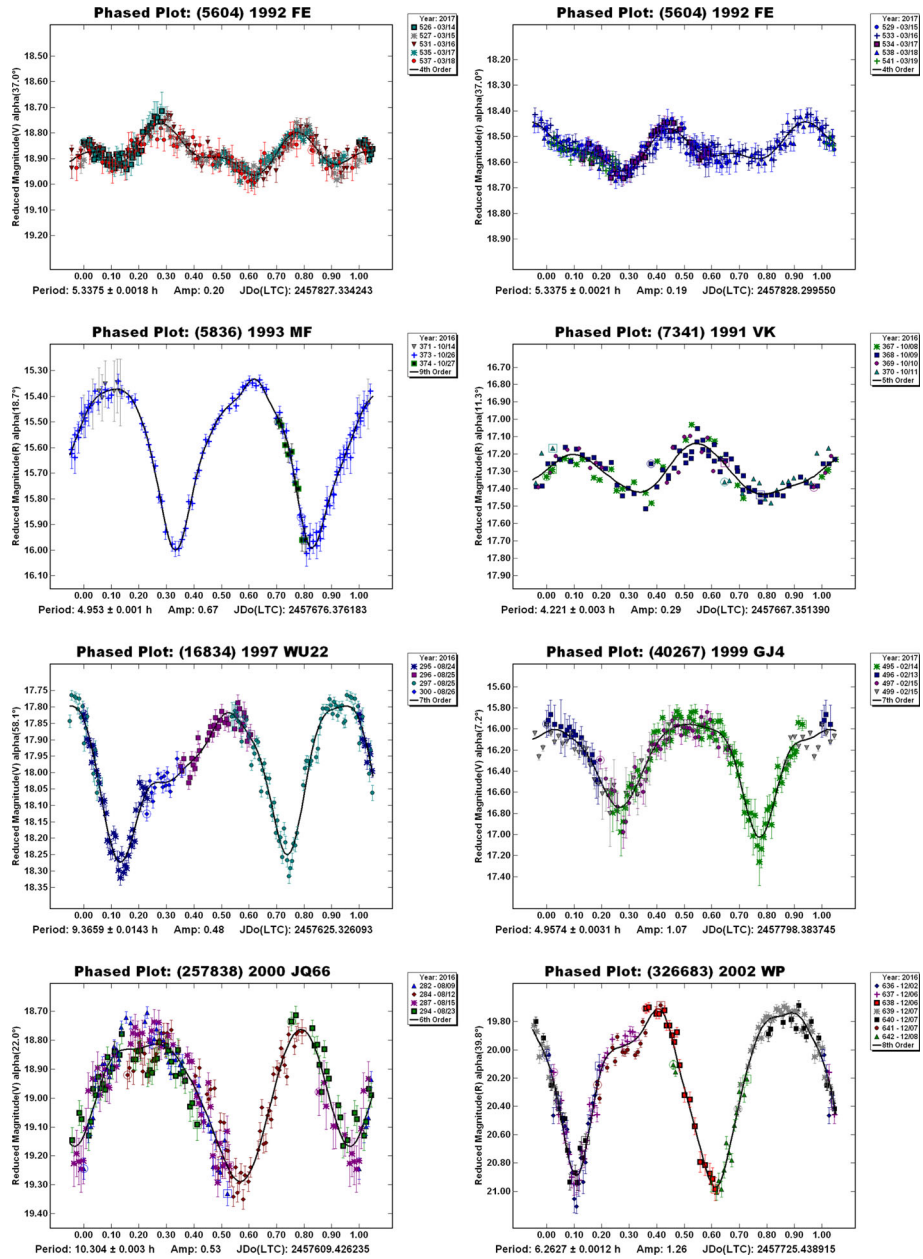 Phased Plot: (5604) 1992 FE
Year: 2017
526 - 03/14
527 - 03/15
531 - 03/16
535 - 03/17
537 - 03/18
4th Order
Reduced Magnitude(V) alpha(37.0°)
18.50
18.60
18.70
18.80
18.90
19.00
19.10
19.20
0.00 0.10 0.20 0.30 0.40 0.50 0.60 0.70 0.80 0.90 1.00
Period: 5.3375 ± 0.0018 h Amp: 0.20 JDo(LTC): 2457827.334243
Phased Plot: (5604) 1992 FE
Year: 2017
529 - 03/15
533 - 03/16
534 - 03/17
538 - 03/18
541 - 03/19
4th Order
Reduced Magnitude(r) alpha(37.0°)
18.20
18.30
18.40
18.50
18.60
18.70
18.80
18.90
0.00 0.10 0.20 0.30 0.40 0.50 0.60 0.70 0.80 0.90 1.00
Period: 5.3375 ± 0.0021 h Amp: 0.19 JDo(LTC): 2457828.299550
Phased Plot: (5836) 1993 MF
Year: 2016
371 - 10/14
373 - 10/26
374 - 10/27
9th Order
Reduced Magnitude(R) alpha(18.7°)
15.30
15.40
15.50
15.60
15.70
15.80
15.90
16.00
16.10
0.00 0.10 0.20 0.30 0.40 0.50 0.60 0.70 0.80 0.90 1.00
Period: 4.953 ± 0.001 h Amp: 0.67 JDo(LTC): 2457676.376183
Phased Plot: (7341) 1991 VK
Year: 2016
367 - 10/08
368 - 10/09
369 - 10/10
370 - 10/11
5th Order
Reduced Magnitude(R) alpha(11.3°)
16.70
16.80
16.90
17.00
17.10
17.20
17.30
17.40
17.50
17.60
17.70
17.80
17.90
0.00 0.10 0.20 0.30 0.40 0.50 0.60 0.70 0.80 0.90 1.00
Period: 4.221 ± 0.003 h Amp: 0.29 JDo(LTC): 2457667.351390
Phased Plot: (16834) 1997 WU22
Year: 2016
295 - 08/24
296 - 08/25
297 - 08/25
300 - 08/26
7th Order
Reduced Magnitude(V) alpha(58.1°)
17.75
17.80
17.85
17.90
17.95
18.00
18.05
18.10
18.15
18.20
18.25
18.30
18.35
0.00 0.10 0.20 0.30 0.40 0.50 0.60 0.70 0.80 0.90 1.00
Period: 9.3659 ± 0.0143 h Amp: 0.48 JDo(LTC): 2457625.326093
Phased Plot: (40267) 1999 GJ4
Year: 2017
495 - 02/14
496 - 02/13
497 - 02/15
499 - 02/15
7th Order
Reduced Magnitude(V) alpha(7.2°)
15.60
15.80
16.00
16.20
16.40
16.60
16.80
17.00
17.20
17.40
0.00 0.10 0.20 0.30 0.40 0.50 0.60 0.70 0.80 0.90 1.00
Period: 4.9574 ± 0.0031 h Amp: 1.07 JDo(LTC): 2457798.383745
Phased Plot: (257838) 2000 JQ66
Year: 2016
282 - 08/09
284 - 08/12
287 - 08/15
294 - 08/23
6th Order
Reduced Magnitude(R) alpha(22.0°)
18.70
18.80
18.90
19.00
19.10
19.20
19.30
19.40
0.00 0.10 0.20 0.30 0.40 0.50 0.60 0.70 0.80 0.90 1.00
Period: 10.304 ± 0.003 h Amp: 0.53 JDo(LTC): 2457609.426235
Phased Plot: (326683) 2002 WP
Year: 2016
636 - 12/02
637 - 12/06
638 - 12/06
639 - 12/07
640 - 12/07
641 - 12/07
642 - 12/08
8th Order
Reduced Magnitude(R) alpha(39.8°)
19.80
20.00
20.20
20.40
20.60
20.80
21.00
0.00 0.10 0.20 0.30 0.40 0.50 0.60 0.70 0.80 0.90 1.00
Period: 6.2627 ± 0.0012 h Amp: 1.26 JDo(LTC): 2457725.438915